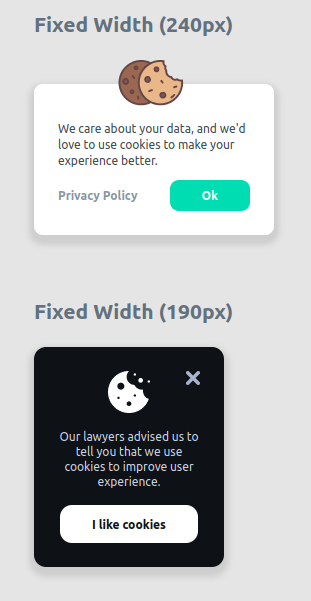 Fixed Width (240px)
We care about your data, and we'd
love to use cookies to make your
experience better.
Privacy Policy
Ok
Fixed Width (190px)
Our lawyers advised us to
tell you that we use
cookies to improve user
experience.
I like cookies